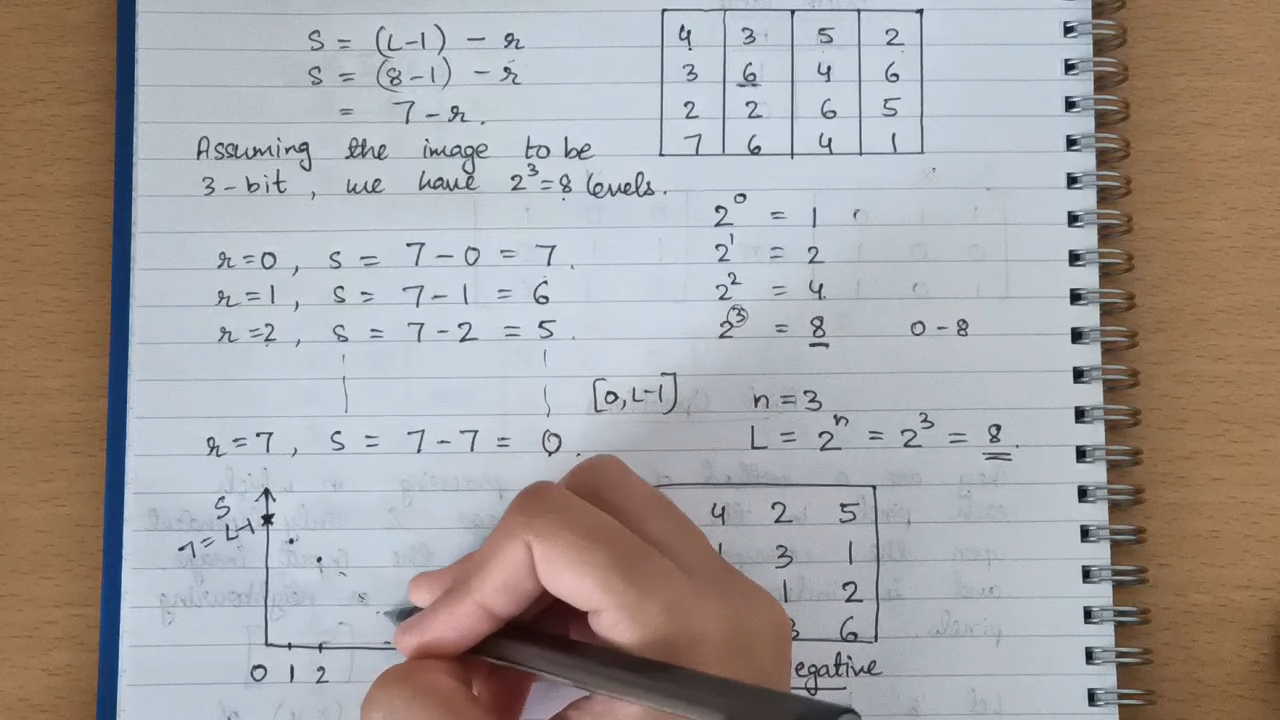 S = (L-1) - r
S = (8-1) - r
= 7-r.
Assuming the image to be
3-bit, we have 2³=8 levels.
4 3 5 2
3 6 4 6
2 2 6 5
7 6 4 1
2⁰ = 1
2¹ = 2
2² = 4
2³ = 8 0-8
r=0, S = 7-0 = 7.
r=1, S = 7-1 = 6
r=2, S = 7-2 = 5.
r=7, S = 7-7 = 0.
[0, L-1]
n=3
L = 2ⁿ = 2³ = 8.
S
7=L-1
0 1 2
4 2 5
3 1
1 2
3 6
egative